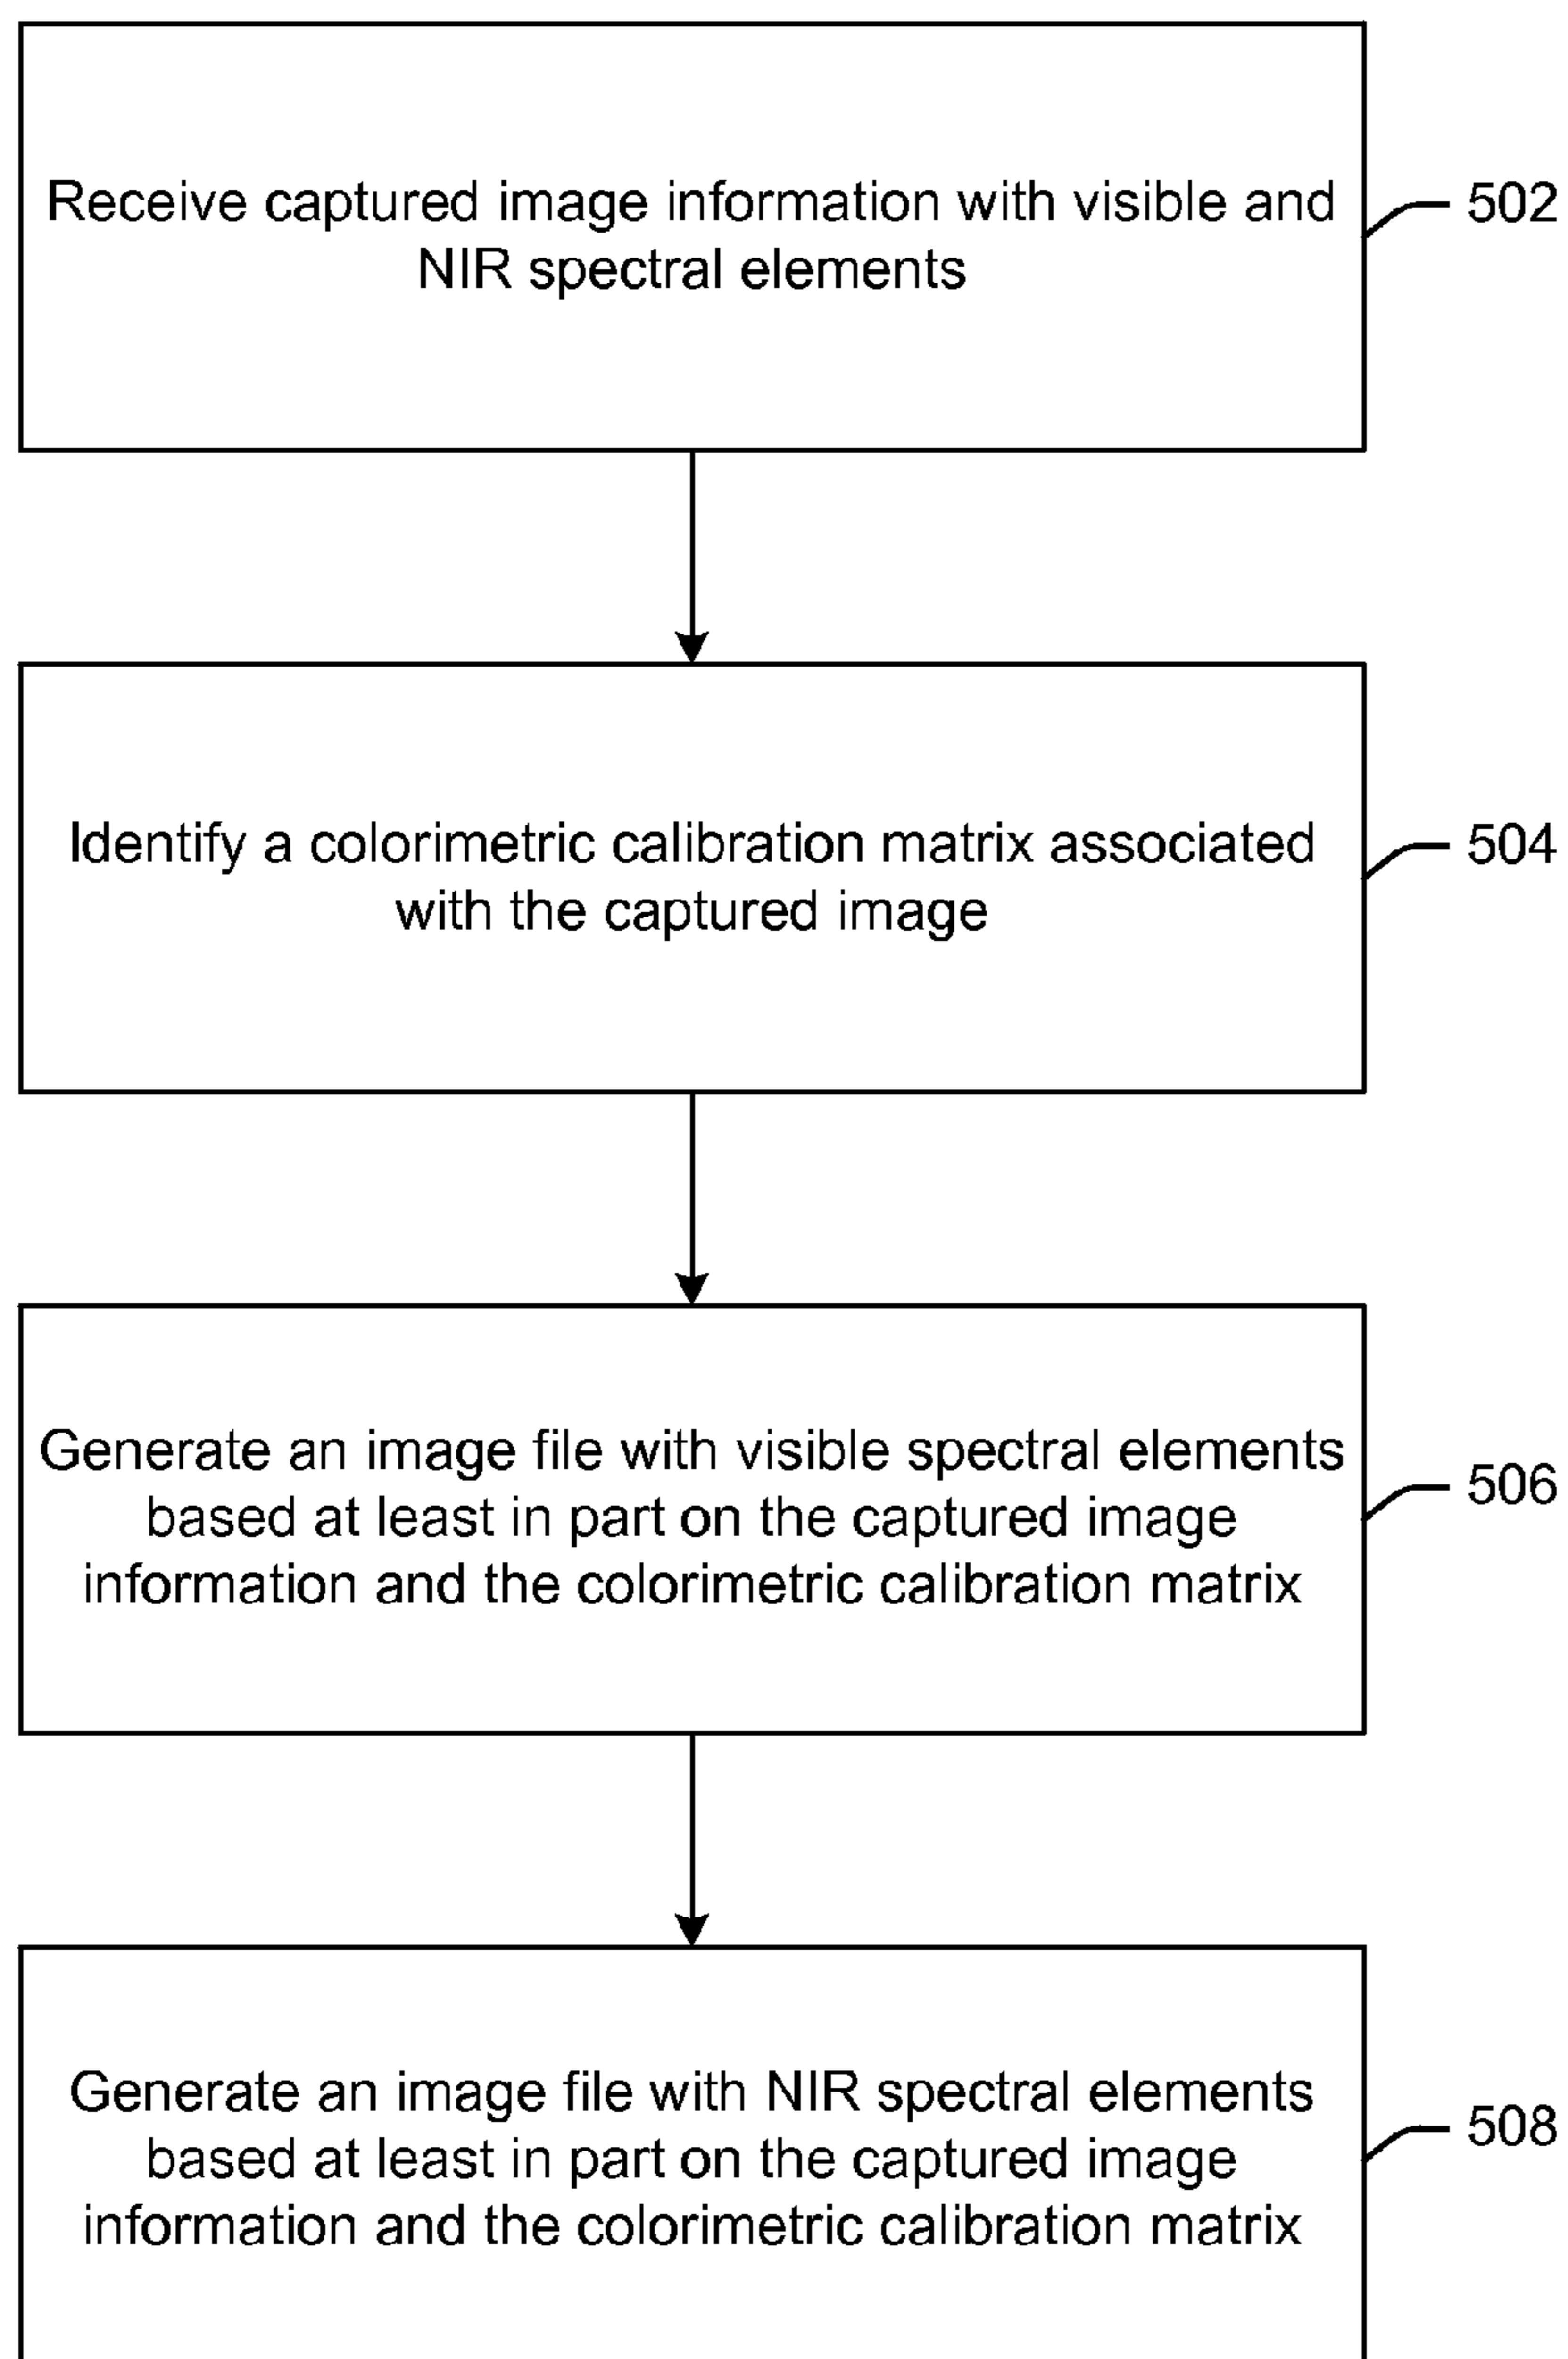 Receive captured image information with visible and
NIR spectral elements
502
Identify a colorimetric calibration matrix associated
with the captured image
504
Generate an image file with visible spectral elements
based at least in part on the captured image
information and the colorimetric calibration matrix
506
Generate an image file with NIR spectral elements
based at least in part on the captured image
information and the colorimetric calibration matrix
508